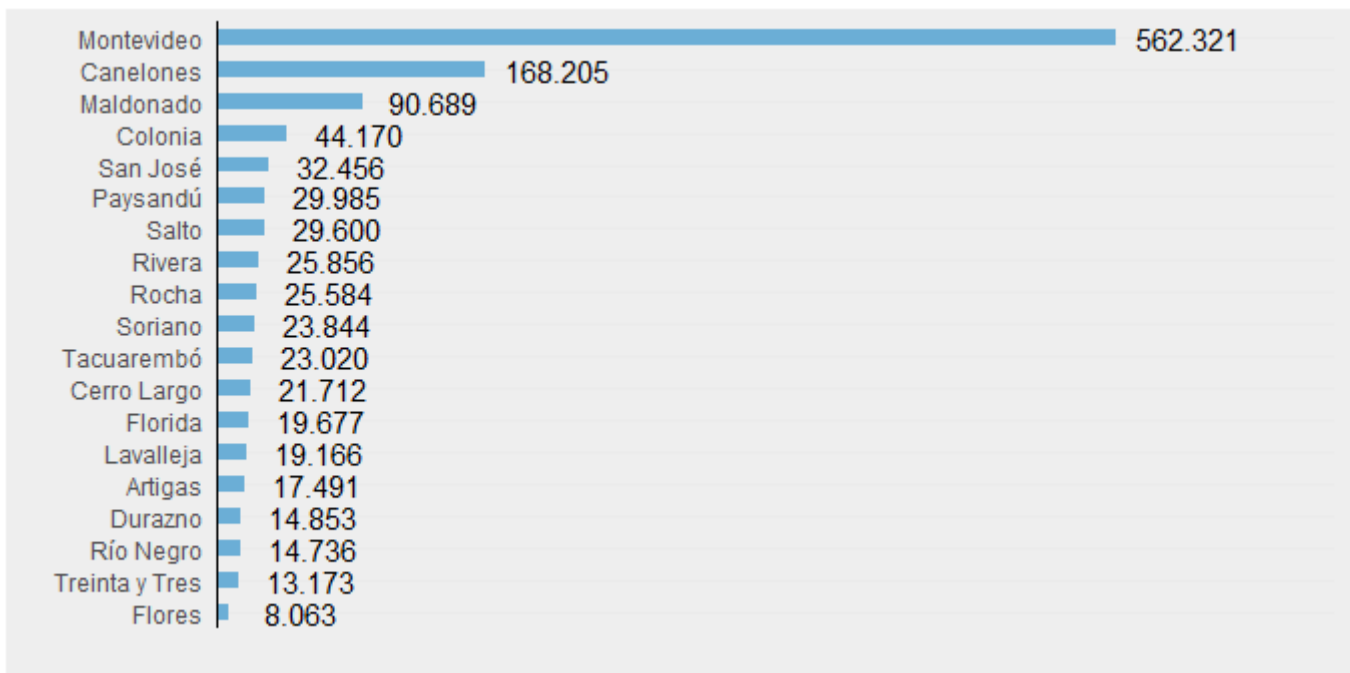 Montevideo 562.321
Canelones 168.205
Maldonado 90.689
Colonia 44.170
San José 32.456
Paysandú 29.985
Salto 29.600
Rivera 25.856
Rocha 25.584
Soriano 23.844
Tacuarembó 23.020
Cerro Largo 21.712
Florida 19.677
Lavalleja 19.166
Artigas 17.491
Durazno 14.853
Río Negro 14.736
Treinta y Tres 13.173
Flores 8.063